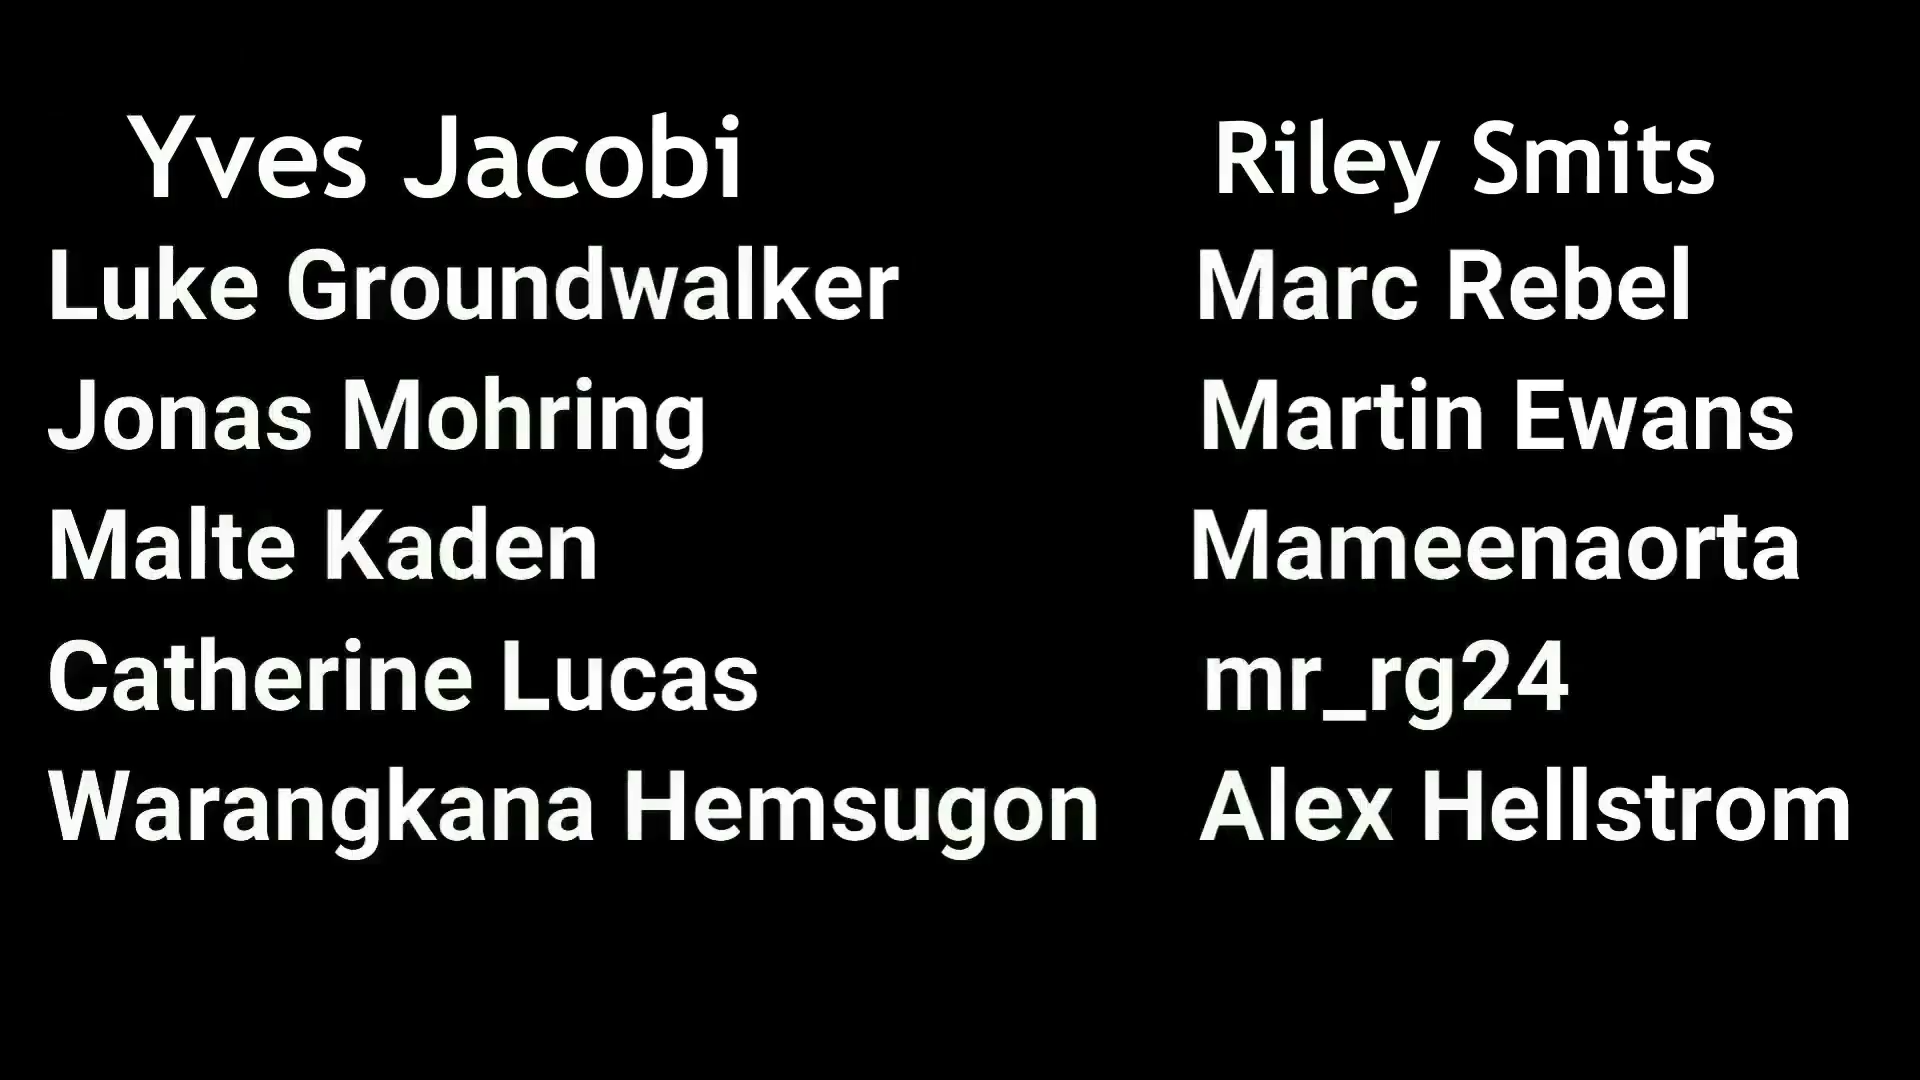 Yves Jacobi
Luke Groundwalker
Jonas Mohring
Malte Kaden
Catherine Lucas
Warangkana Hemsugon
Riley Smits
Marc Rebel
Martin Ewans
Mameenaorta
mr_rg24
Alex Hellstrom